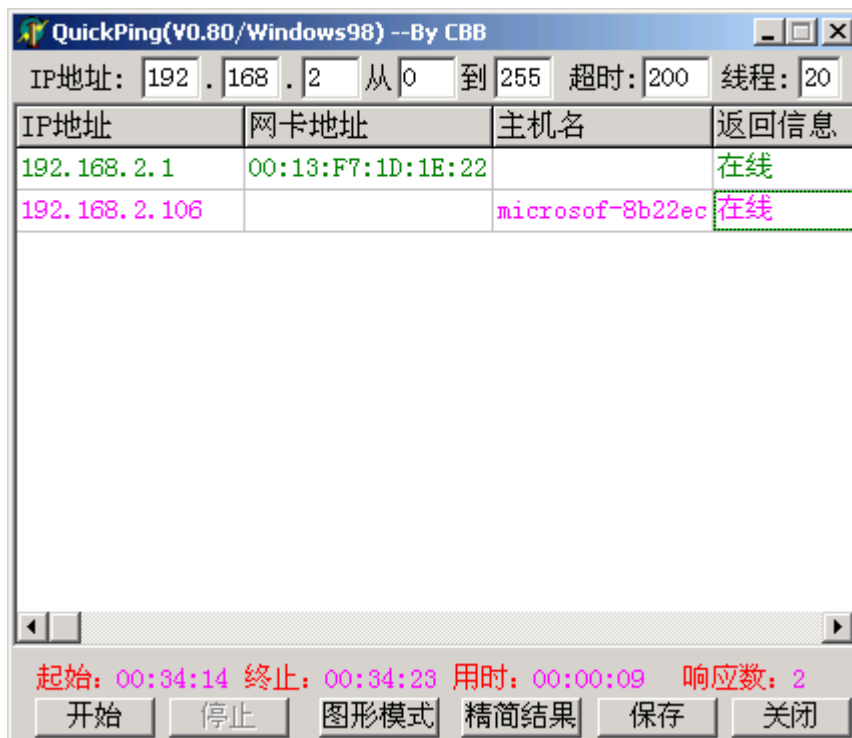 QuickPing(V0.80/Windows98) --By CBB
IP地址: 192 . 168 . 2 从 0 到 255 超时: 200 线程: 20
IP地址 网卡地址 主机名 返回信息
192.168.2.1 00:13:F7:1D:1E:22 在线
192.168.2.106 microsof-8b22ec 在线
起始: 00:34:14 终止: 00:34:23 用时: 00:00:09 响应数: 2
开始 停止 图形模式 精简结果 保存 关闭